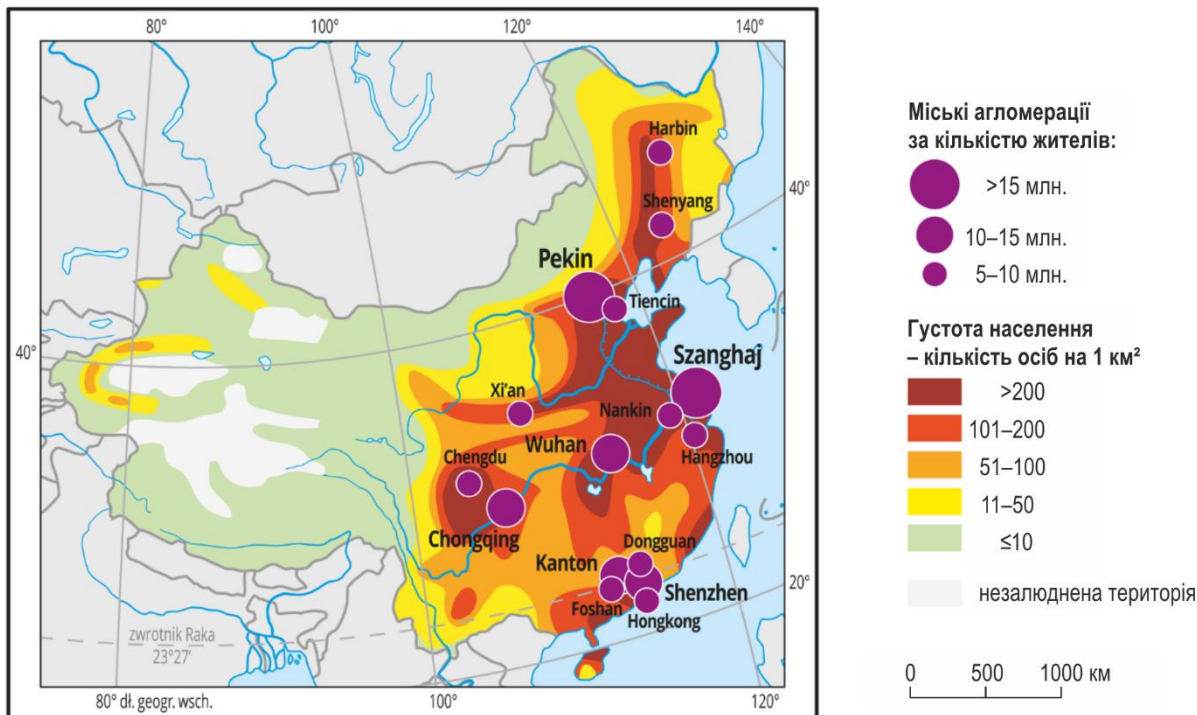 80°
100°
120°
140°
Harbin
40°
Shenyang
Pekin
Tiencin
40°
Szanghaj
Xi'an
Nankin
Wuhan
Hangzhou
Chengdu
Chongqing
Dongguan
Kanton
20°
Shenzhen
Foshan
Hongkong
zwrotnik Raka
23°27'
80° dł. geogr. wsch.
100°
120°
Міські агломерації
за кількістю жителів:
>15 млн.
10–15 млн.
5–10 млн.
Густота населення
– кількість осіб на 1 км²
>200
101–200
51–100
11–50
≤10
незалюднена територія
0 500 1000 км